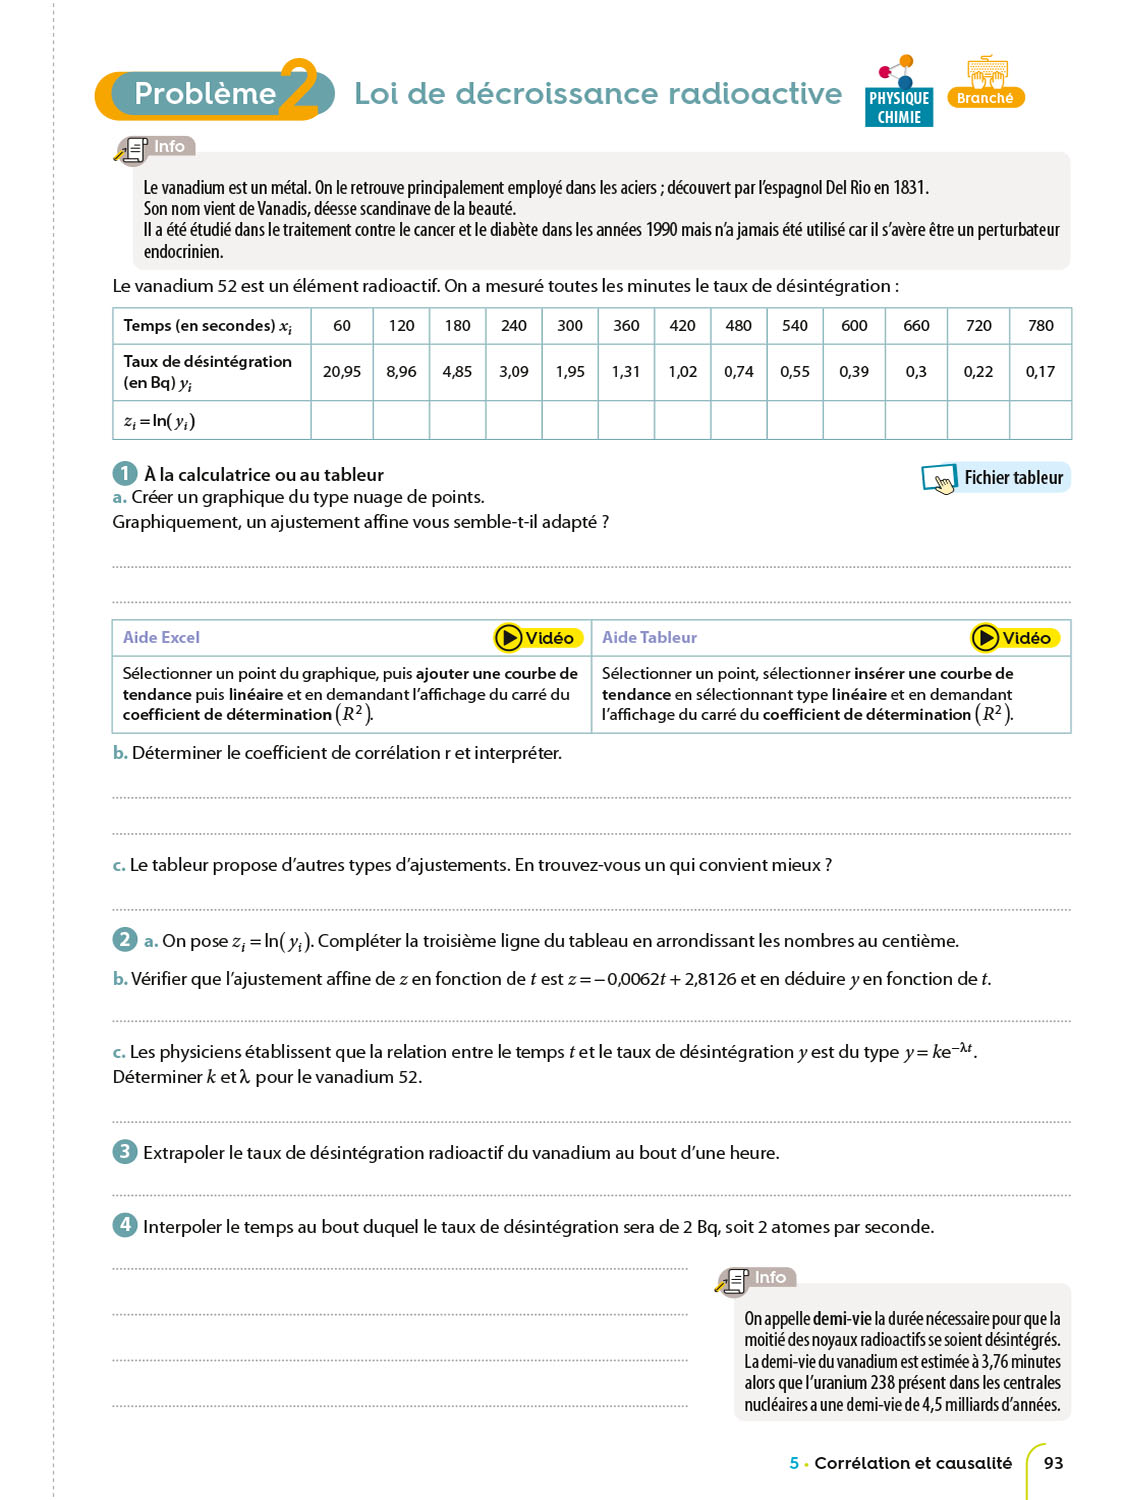 Problème 2 Loi de décroissance radioactive
PHYSIQUE
CHIMIE
Branché
Info
Le vanadium est un métal. On le retrouve principalement employé dans les aciers ; découvert par l'espagnol Del Rio en 1831.
Son nom vient de Vanadis, déesse scandinave de la beauté.
Il a été étudié dans le traitement contre le cancer et le diabète dans les années 1990 mais n'a jamais été utilisé car il s'avère être un perturbateur
endocrinien.
Le vanadium 52 est un élément radioactif. On a mesuré toutes les minutes le taux de désintégration :
Temps (en secondes) xᵢ 60 120 180 240 300 360 420 480 540 600 660 720 780
Taux de désintégration
(en Bq) yᵢ 20,95 8,96 4,85 3,09 1,95 1,31 1,02 0,74 0,55 0,39 0,3 0,22 0,17
zᵢ = ln(yᵢ)
1 À la calculatrice ou au tableur
Fichier tableur
a. Créer un graphique du type nuage de points.
Graphiquement, un ajustement affine vous semble-t-il adapté ?
Aide Excel Vidéo
Sélectionner un point du graphique, puis ajouter une courbe de
tendance puis linéaire et en demandant l'affichage du carré du
coefficient de détermination (R²).
Aide Tableur Vidéo
Sélectionner un point, sélectionner insérer une courbe de
tendance en sélectionnant type linéaire et en demandant
l'affichage du carré du coefficient de détermination (R²).
b. Déterminer le coefficient de corrélation r et interpréter.
c. Le tableur propose d'autres types d'ajustements. En trouvez-vous un qui convient mieux ?
2 a. On pose zᵢ = ln(yᵢ). Compléter la troisième ligne du tableau en arrondissant les nombres au centième.
b. Vérifier que l'ajustement affine de z en fonction de t est z = – 0,0062t + 2,8126 et en déduire y en fonction de t.
c. Les physiciens établissent que la relation entre le temps t et le taux de désintégration y est du type y = ke^–λt.
Déterminer k et λ pour le vanadium 52.
3 Extrapoler le taux de désintégration radioactif du vanadium au bout d'une heure.
4 Interpoler le temps au bout duquel le taux de désintégration sera de 2 Bq, soit 2 atomes par seconde.
Info
On appelle demi-vie la durée nécessaire pour que la
moitié des noyaux radioactifs se soient désintégrés.
La demi-vie du vanadium est estimée à 3,76 minutes
alors que l'uranium 238 présent dans les centrales
nucléaires a une demi-vie de 4,5 milliards d'années.
5 • Corrélation et causalité 93